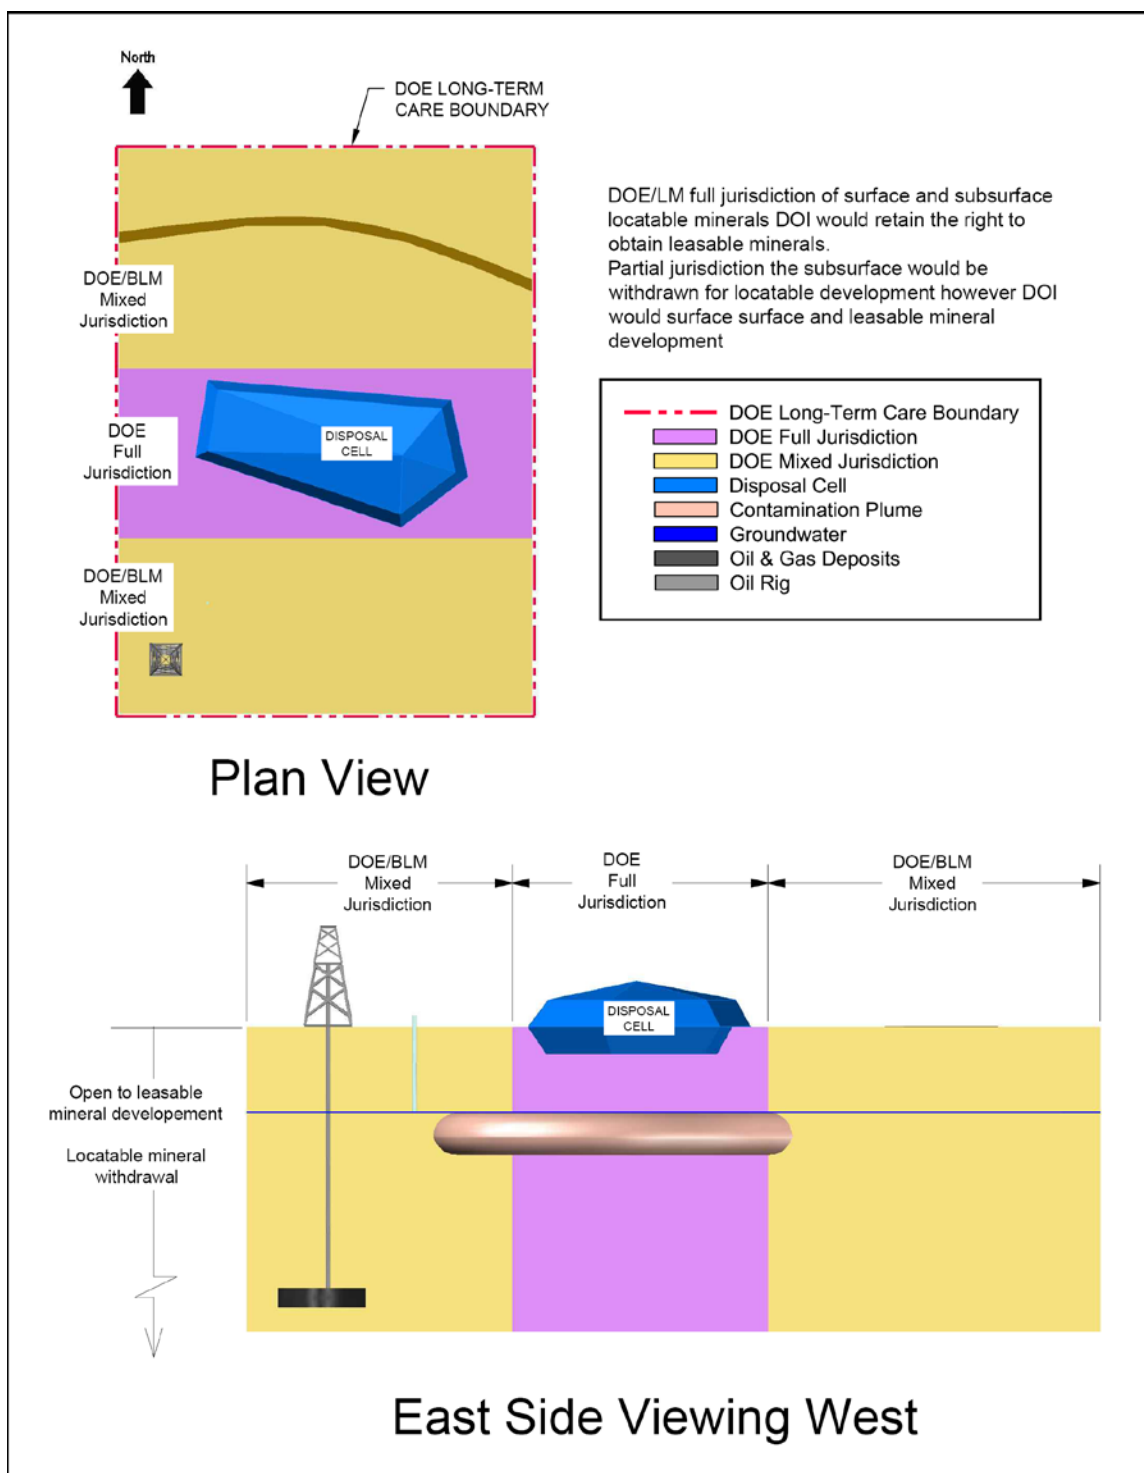 North
DOE LONG-TERM
CARE BOUNDARY
DOE/LM full jurisdiction of surface and subsurface
locatable minerals DOI would retain the right to
obtain leasable minerals.
Partial jurisdiction the subsurface would be
withdrawn for locatable development however DOI
would surface surface and leasable mineral
development
DOE/BLM
Mixed
Jurisdiction
DOE
Full
Jurisdiction
DISPOSAL
CELL
DOE/BLM
Mixed
Jurisdiction
DOE Long-Term Care Boundary
DOE Full Jurisdiction
DOE Mixed Jurisdiction
Disposal Cell
Contamination Plume
Groundwater
Oil & Gas Deposits
Oil Rig
Plan View
DOE/BLM
Mixed
Jurisdiction
DOE
Full
Jurisdiction
DOE/BLM
Mixed
Jurisdiction
DISPOSAL
CELL
Open to leasable
mineral developement
Locatable mineral
withdrawal
East Side Viewing West